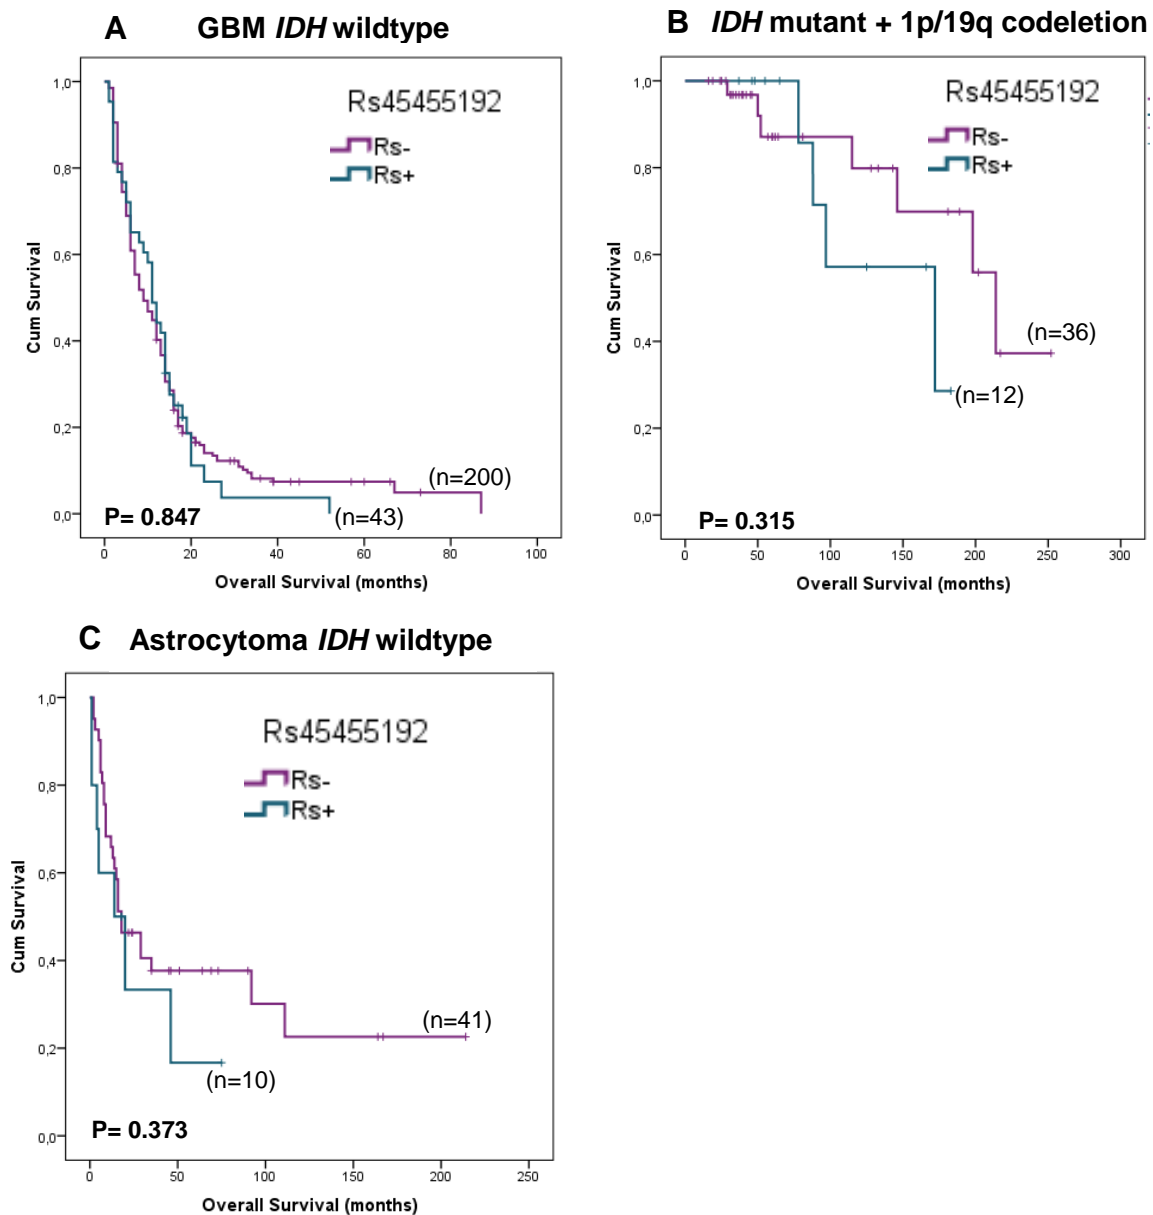 A GBM IDH wildtype
Rs45455192
Rs-
Rs+
1,0
0,8
0,6
0,4
0,2
0,0
Cum Survival
(n=200)
(n=43)
P= 0.847
0 20 40 60 80 100
Overall Survival (months)
B IDH mutant + 1p/19q codeletion
Rs45455192
Rs-
Rs+
1,0
0,8
0,6
0,4
0,2
0,0
Cum Survival
(n=36)
(n=12)
P= 0.315
0 50 100 150 200 250 300
Overall Survival (months)
C Astrocytoma IDH wildtype
Rs45455192
Rs-
Rs+
1,0
0,8
0,6
0,4
0,2
0,0
Cum Survival
(n=41)
(n=10)
P= 0.373
0 50 100 150 200 250
Overall Survival (months)